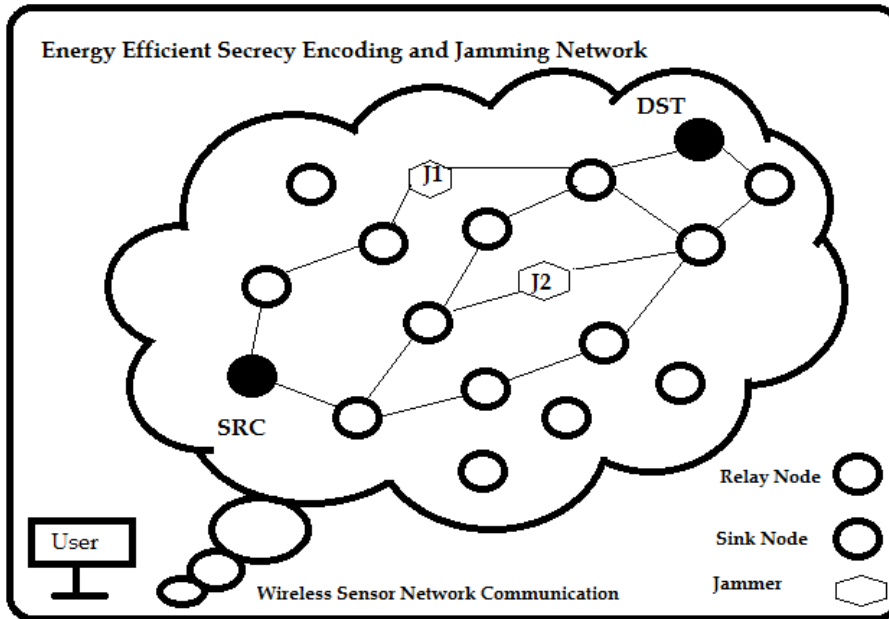 Energy Efficient Secrecy Encoding and Jamming Network
DST
J1
J2
SRC
Relay Node
User
Sink Node
Wireless Sensor Network Communication
Jammer